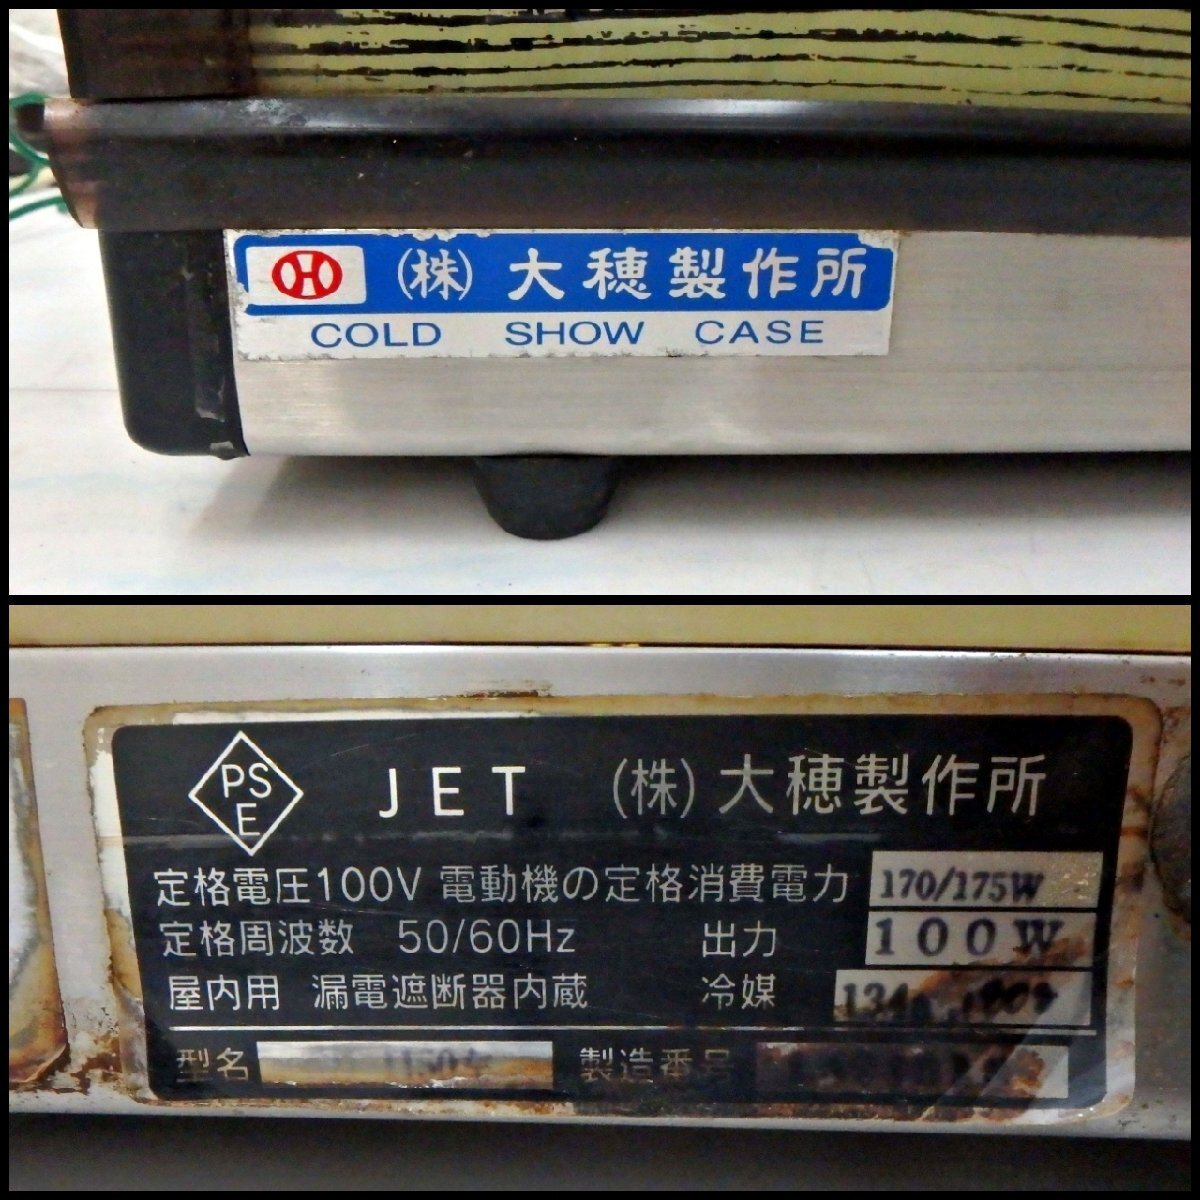 H (株) 大穂製作所
COLD SHOW CASE
PSE JET (株) 大穂製作所
定格電圧100V 電動機の定格消費電力 170/175W
定格周波数 50/60Hz 出力 100W
屋内用 漏電遮断器内蔵 冷媒 134a
型名 製造番号